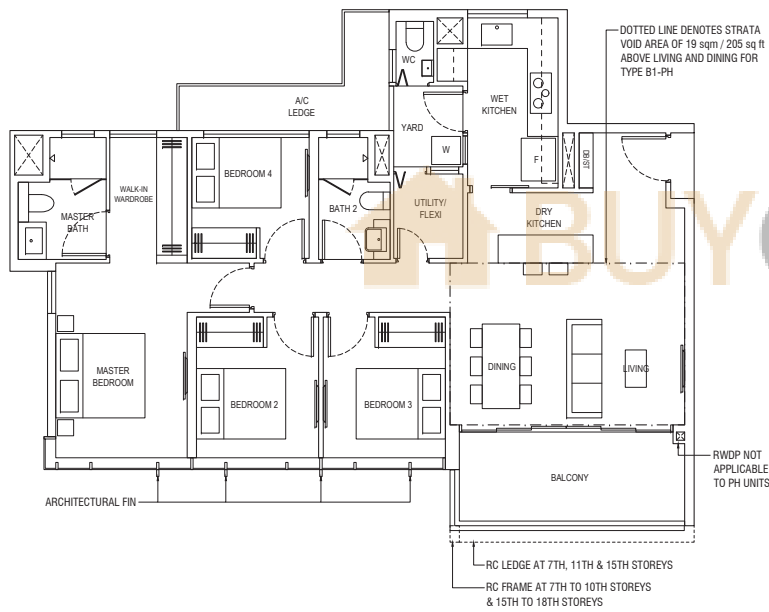 DOTTED LINE DENOTES STRATA
VOID AREA OF 19 sqm / 205 sq ft
ABOVE LIVING AND DINING FOR
TYPE B1-PH
WC
A/C
LEDGE
WET
KITCHEN
YARD
W
F
DB/ST
BEDROOM 4
WALK-IN
WARDROBE
MASTER
BATH
BATH 2
UTILITY/
FLEXI
DRY
KITCHEN
BUY
MASTER
BEDROOM
DINING
LIVING
BEDROOM 2
BEDROOM 3
BALCONY
RWDP NOT
APPLICABLE
TO PH UNITS
ARCHITECTURAL FIN
RC LEDGE AT 7TH, 11TH & 15TH STOREYS
RC FRAME AT 7TH TO 10TH STOREYS
& 15TH TO 18TH STOREYS